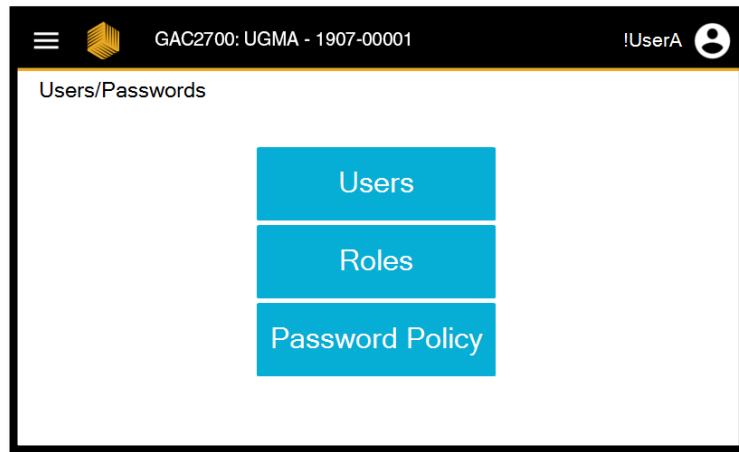 GAC2700: UGMA - 1907-00001
!UserA
Users/Passwords
Users
Roles
Password Policy